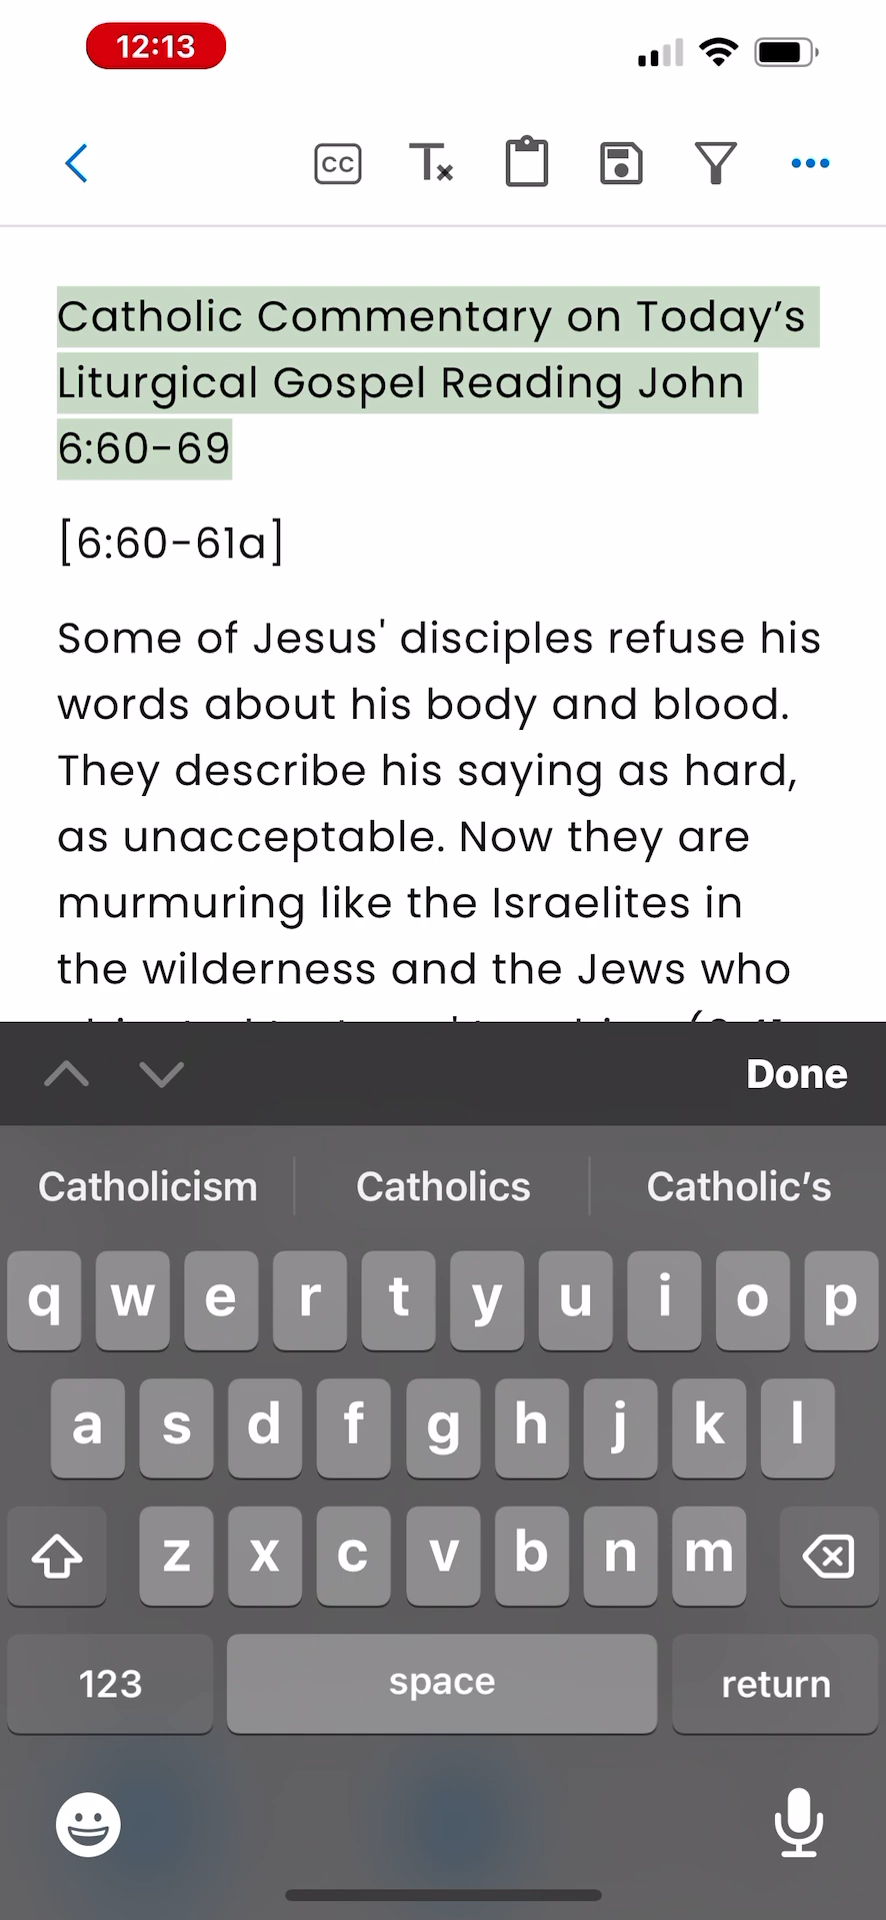 12:13
CC
Catholic Commentary on Today’s
Liturgical Gospel Reading John
6:60-69
[6:60-61a]
Some of Jesus' disciples refuse his
words about his body and blood.
They describe his saying as hard,
as unacceptable. Now they are
murmuring like the Israelites in
the wilderness and the Jews who
Done
Catholicism Catholics Catholic’s
q w e r t y u i o p
a s d f g h j k l
z x c v b n m
123 space return